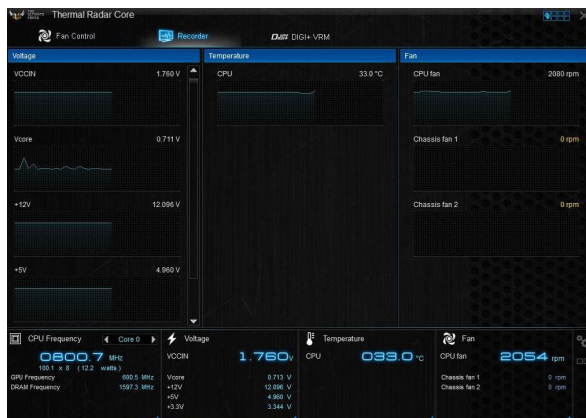 THE ULTIMATE FORCE Thermal Radar Core
Fan Control Recorder DIGI+ VRM
Voltage Temperature Fan
VCCIN 1.760 V CPU 33.0 °C CPU fan 2080 rpm
Vcore 0.711 V Chassis fan 1 0 rpm
+12V 12.096 V Chassis fan 2 0 rpm
+5V 4.960 V
CPU Frequency Core 0 Voltage Temperature Fan
0800.7 MHz VCCIN 1.760 V CPU 033.0 °C CPU fan 2054 rpm
100.1 x 8 (12.2 watts)
GPU Frequency 600.5 MHz Vcore 0.713 V Chassis fan 1 0 rpm
DRAM Frequency 1597.3 MHz +12V 12.096 V Chassis fan 2 0 rpm
+5V 4.960 V
+3.3V 3.344 V